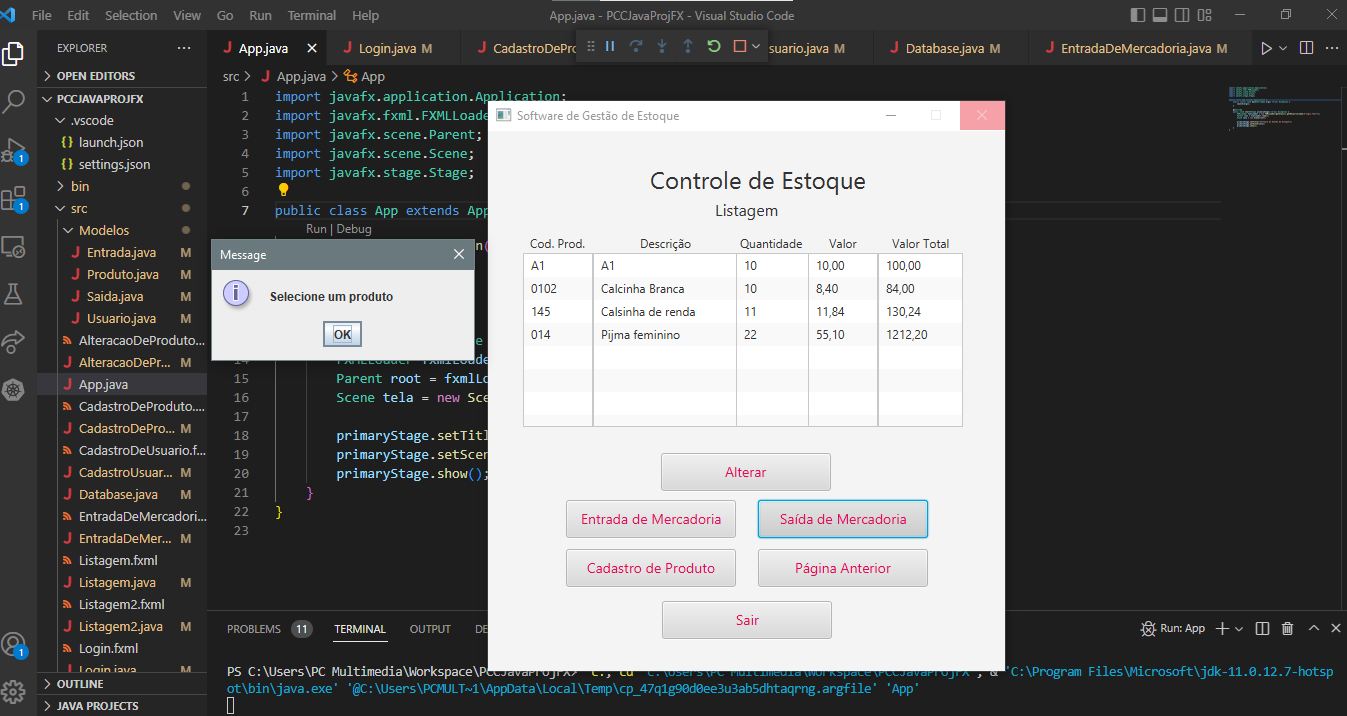 File Edit Selection View Go Run Terminal Help
App.java - PCCJavaProjFX - Visual Studio Code
EXPLORER
App.java
Login.java M
CadastroDePro
suario.java M
Database.java M
EntradaDeMercadoria.java M
OPEN EDITORS
PCCJAVAPROJFX
.vscode
launch.json
settings.json
bin
src
Modelos
Entrada.java M
Produto.java M
Saida.java M
Usuario.java M
AlteracaoDeProduto...
AlteracaoDePr... M
App.java
CadastroDeProduto....
CadastroDePro... M
CadastroDeUsuario.f...
CadastroUsuar... M
Database.java M
EntradaDeMercadori...
EntradaDeMer... M
Listagem.fxml
Listagem.java M
Listagem2.fxml
Listagem2.java M
Login.fxml
Login.java M
OUTLINE
JAVA PROJECTS
1
1
1
src > App.java > App
1 import javafx.application.Application;
2 import javafx.fxml.FXMLLoade
3 import javafx.scene.Parent;
4 import javafx.scene.Scene;
5 import javafx.stage.Stage;
6
7 public class App extends App
Run | Debug
14 FXMLLoader fxmlLoade
15 Parent root = fxmlLo
16 Scene tela = new Sce
17
18 primaryStage.setTitl
19 primaryStage.setScen
20 primaryStage.show();
21 }
22 }
23
Message
Selecione um produto
OK
Software de Gestão de Estoque
Controle de Estoque
Listagem
Cod. Prod. Descrição Quantidade Valor Valor Total
A1 A1 10 10,00 100,00
0102 Calcinha Branca 10 8,40 84,00
145 Calsinha de renda 11 11,84 130,24
014 Pijma feminino 22 55,10 1212,20
Alterar
Entrada de Mercadoria Saída de Mercadoria
Cadastro de Produto Página Anterior
Sair
PROBLEMS 11 TERMINAL OUTPUT DE
Run: App
PS C:\Users\PC Multimedia\Workspace\PCCJavaProjFX> c:; cd 'c:\Users\PC Multimedia\Workspace\PCCJavaProjFX'; & 'C:\Program Files\Microsoft\jdk-11.0.12.7-hotsp
ot\bin\java.exe' '@C:\Users\PCMULT~1\AppData\Local\Temp\cp_47q1g90d0ee3u3ab5dhtaqrng.argfile' 'App'